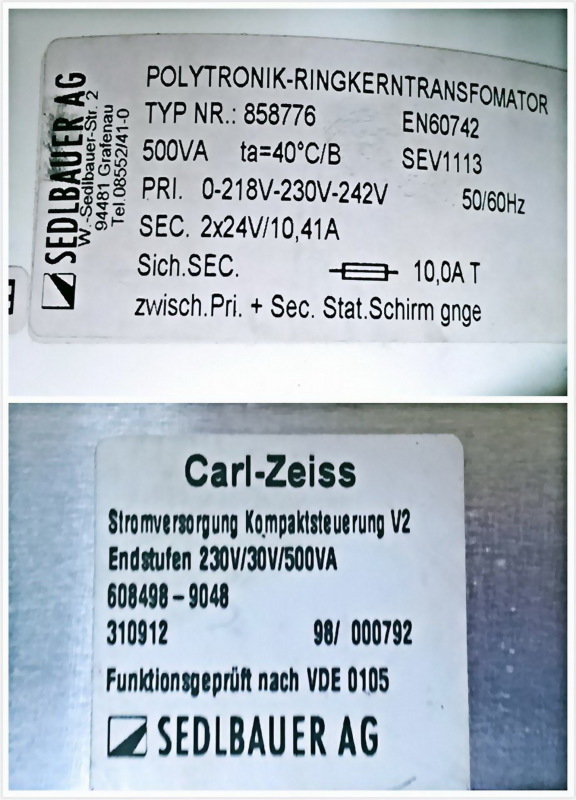 SEDLBAUER AG
W.-Sedlbauer-Str. 2
94481 Grafenau
Tel.08552/41-0
POLYTRONIK-RINGKERNTRANSFOMATOR
TYP NR.: 858776 EN60742
500VA ta=40°C/B SEV1113
PRI. 0-218V-230V-242V 50/60Hz
SEC. 2x24V/10,41A
Sich.SEC. 10,0A T
zwisch.Pri. + Sec. Stat.Schirm gnge
Carl-Zeiss
Stromversorgung Kompaktsteuerung V2
Endstufen 230V/30V/500VA
608498-9048
310912 98/ 000792
Funktionsgeprüft nach VDE 0105
SEDLBAUER AG